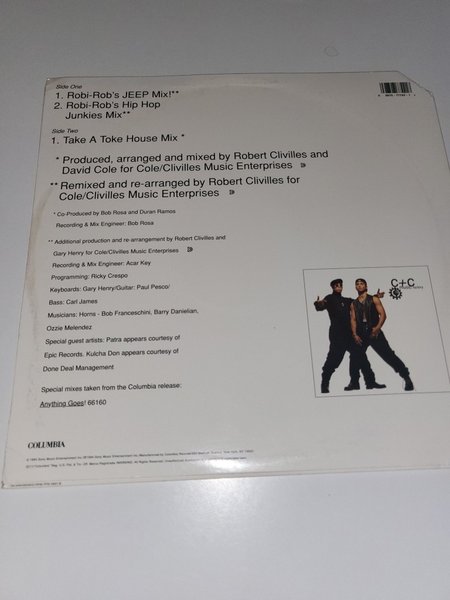 Side One
1. Robi-Rob's JEEP Mix!**
2. Robi-Rob's Hip Hop
Junkies Mix**
Side Two
1. Take A Toke House Mix *
* Produced, arranged and mixed by Robert Clivilles and
David Cole for Cole/Clivilles Music Enterprises
** Remixed and re-arranged by Robert Clivilles for
Cole/Clivilles Music Enterprises
* Co-Produced by Bob Rosa and Duran Ramos
Recording & Mix Engineer: Bob Rosa
** Additional production and re-arrangement by Robert Clivilles and
Gary Henry for Cole/Clivilles Music Enterprises
Recording & Mix Engineer: Acar Key
Programming: Ricky Crespo
Keyboards: Gary Henry/Guitar: Paul Pesco/
Bass: Carl James
Musicians: Horns - Bob Franceschini, Barry Danielian,
Ozzie Melendez
Special guest artists: Patra appears courtesy of
Epic Records. Kulcha Don appears courtesy of
Done Deal Management
Special mixes taken from the Columbia release:
Anything Goes! 66160
C+C
COLUMBIA